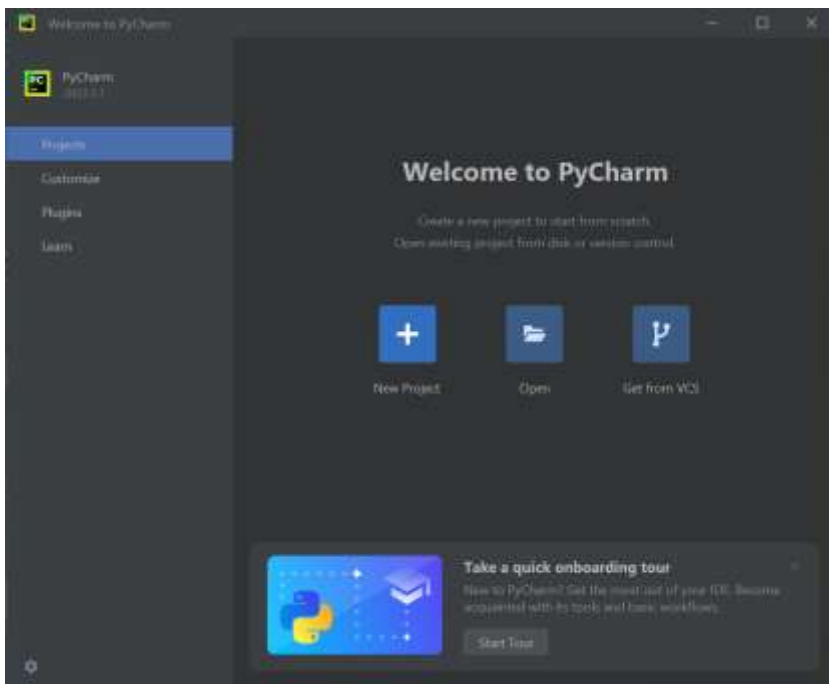 Welcome to PyCharm
PC
PyCharm
Projects
Customize
Plugins
Learn
Welcome to PyCharm
Create a new project to start from scratch.
Open existing project from disk or version control.
New Project
Open
Get from VCS
Take a quick onboarding tour
New to PyCharm? Get the most out of your IDE. Become
acquainted with its tools and basic workflows.
Start Tour